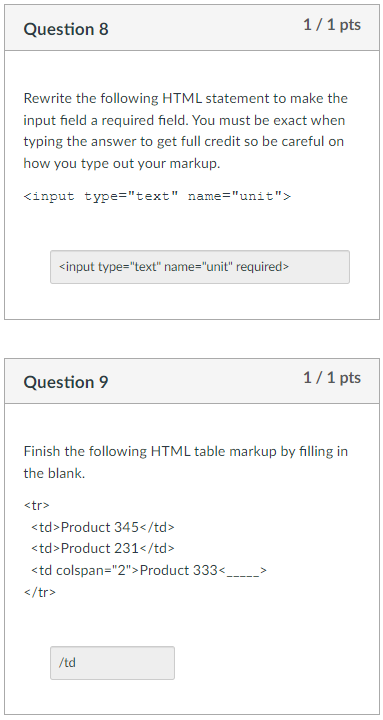 Question 8
1 / 1 pts
Rewrite the following HTML statement to make the
input field a required field. You must be exact when
typing the answer to get full credit so be careful on
how you type out your markup.
<input type="text" name="unit">
<input type="text" name="unit" required>
Question 9
1 / 1 pts
Finish the following HTML table markup by filling in
the blank.
<tr>
<td>Product 345</td>
<td>Product 231</td>
<td colspan="2">Product 333<_____>
</tr>
/td